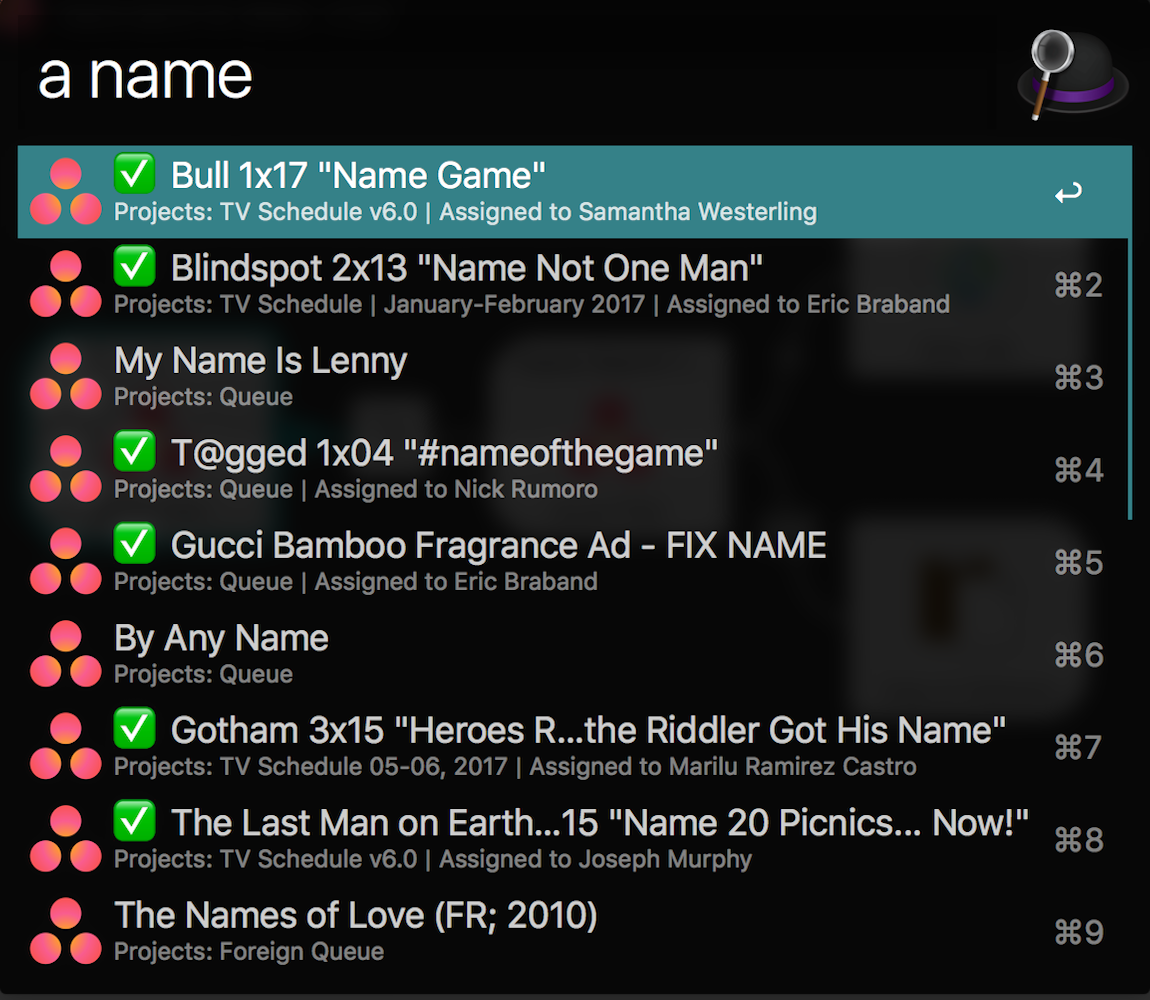 a name
✅ Bull 1x17 "Name Game"
Projects: TV Schedule v6.0 | Assigned to Samantha Westerling
↩
✅ Blindspot 2x13 "Name Not One Man"
Projects: TV Schedule | January-February 2017 | Assigned to Eric Braband
⌘2
My Name Is Lenny
Projects: Queue
⌘3
✅ T@gged 1x04 "#nameofthegame"
Projects: Queue | Assigned to Nick Rumoro
⌘4
✅ Gucci Bamboo Fragrance Ad - FIX NAME
Projects: Queue | Assigned to Eric Braband
⌘5
By Any Name
Projects: Queue
⌘6
✅ Gotham 3x15 "Heroes R...the Riddler Got His Name"
Projects: TV Schedule 05-06, 2017 | Assigned to Marilu Ramirez Castro
⌘7
✅ The Last Man on Earth...15 "Name 20 Picnics... Now!"
Projects: TV Schedule v6.0 | Assigned to Joseph Murphy
⌘8
The Names of Love (FR; 2010)
Projects: Foreign Queue
⌘9